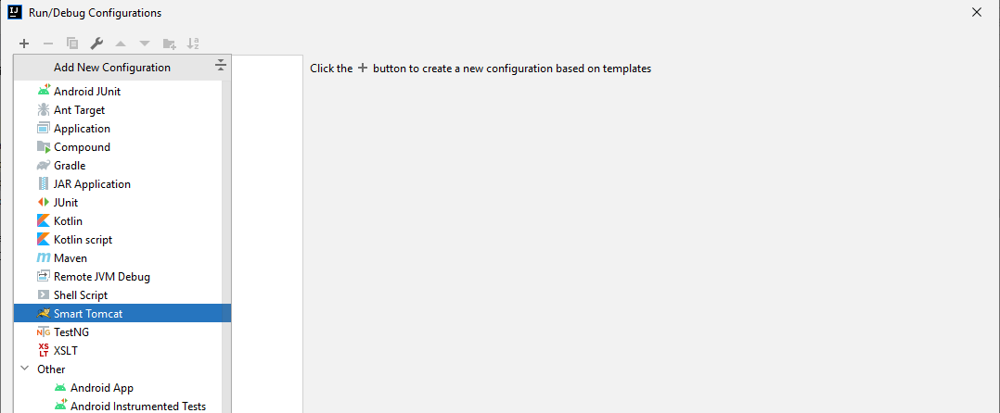 Run/Debug Configurations
Add New Configuration
Click the + button to create a new configuration based on templates
Android JUnit
Ant Target
Application
Compound
Gradle
JAR Application
JUnit
Kotlin
Kotlin script
Maven
Remote JVM Debug
Shell Script
Smart Tomcat
TestNG
XSLT
Other
Android App
Android Instrumented Tests